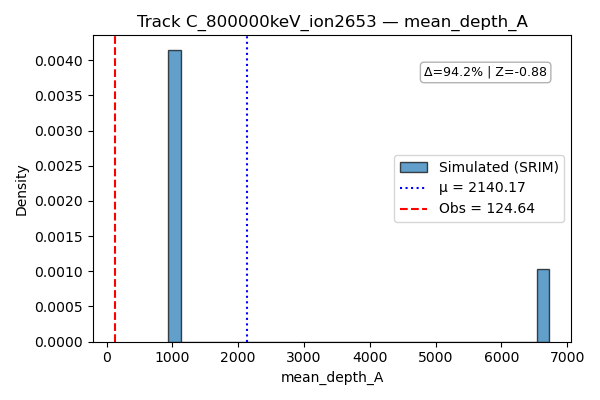 Track C_800000keV_ion2653 — mean_depth_A
Δ=94.2% | Z=-0.88
Simulated (SRIM)
μ = 2140.17
Obs = 124.64
Density
0.0040
0.0035
0.0030
0.0025
0.0020
0.0015
0.0010
0.0005
0.0000
0 1000 2000 3000 4000 5000 6000 7000
mean_depth_A